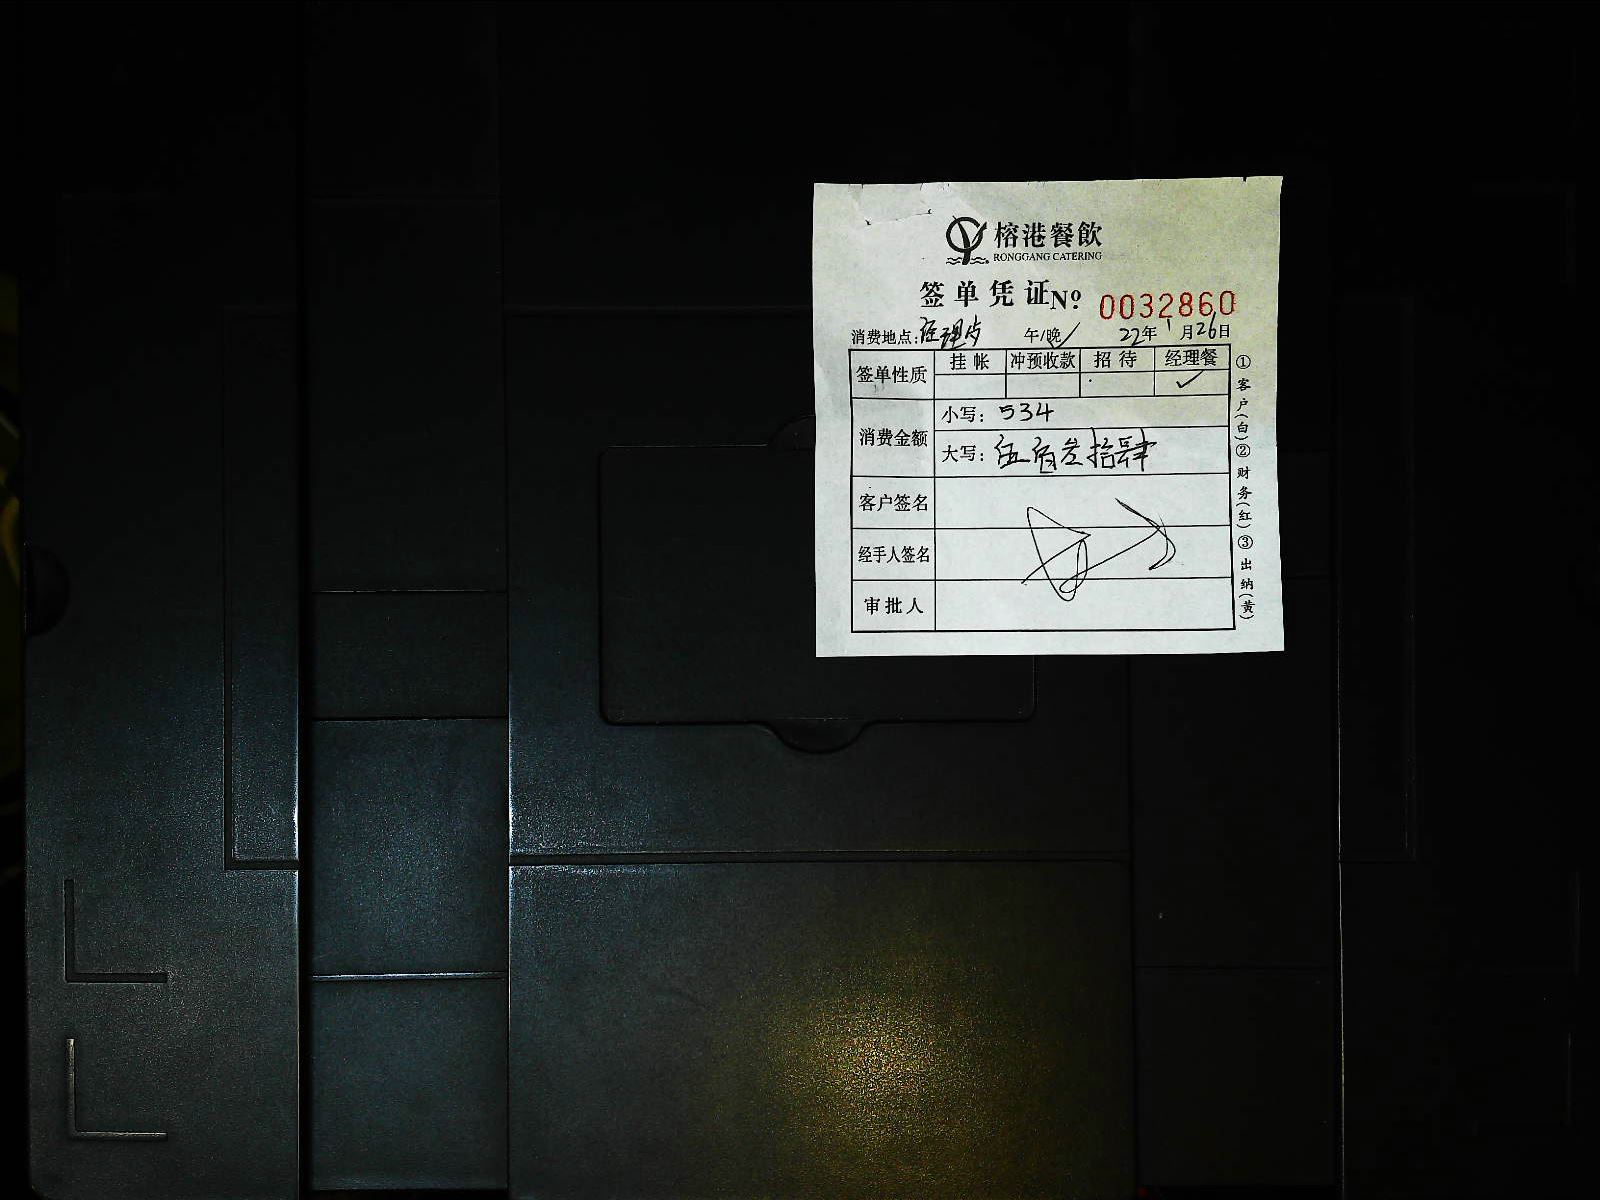 榕港餐飲
RONGGANG CATERING
签单凭证 Nº 0032860
消费地点: 经理 午/晚✓ 22年1月26日
签单性质 挂帐 冲预收款 招待 经理餐
✓
消费金额 小写: 534
大写: 伍佰叁拾肆
客户签名
经手人签名
审批人
①客户(白)②财务(红)③出纳(黄)